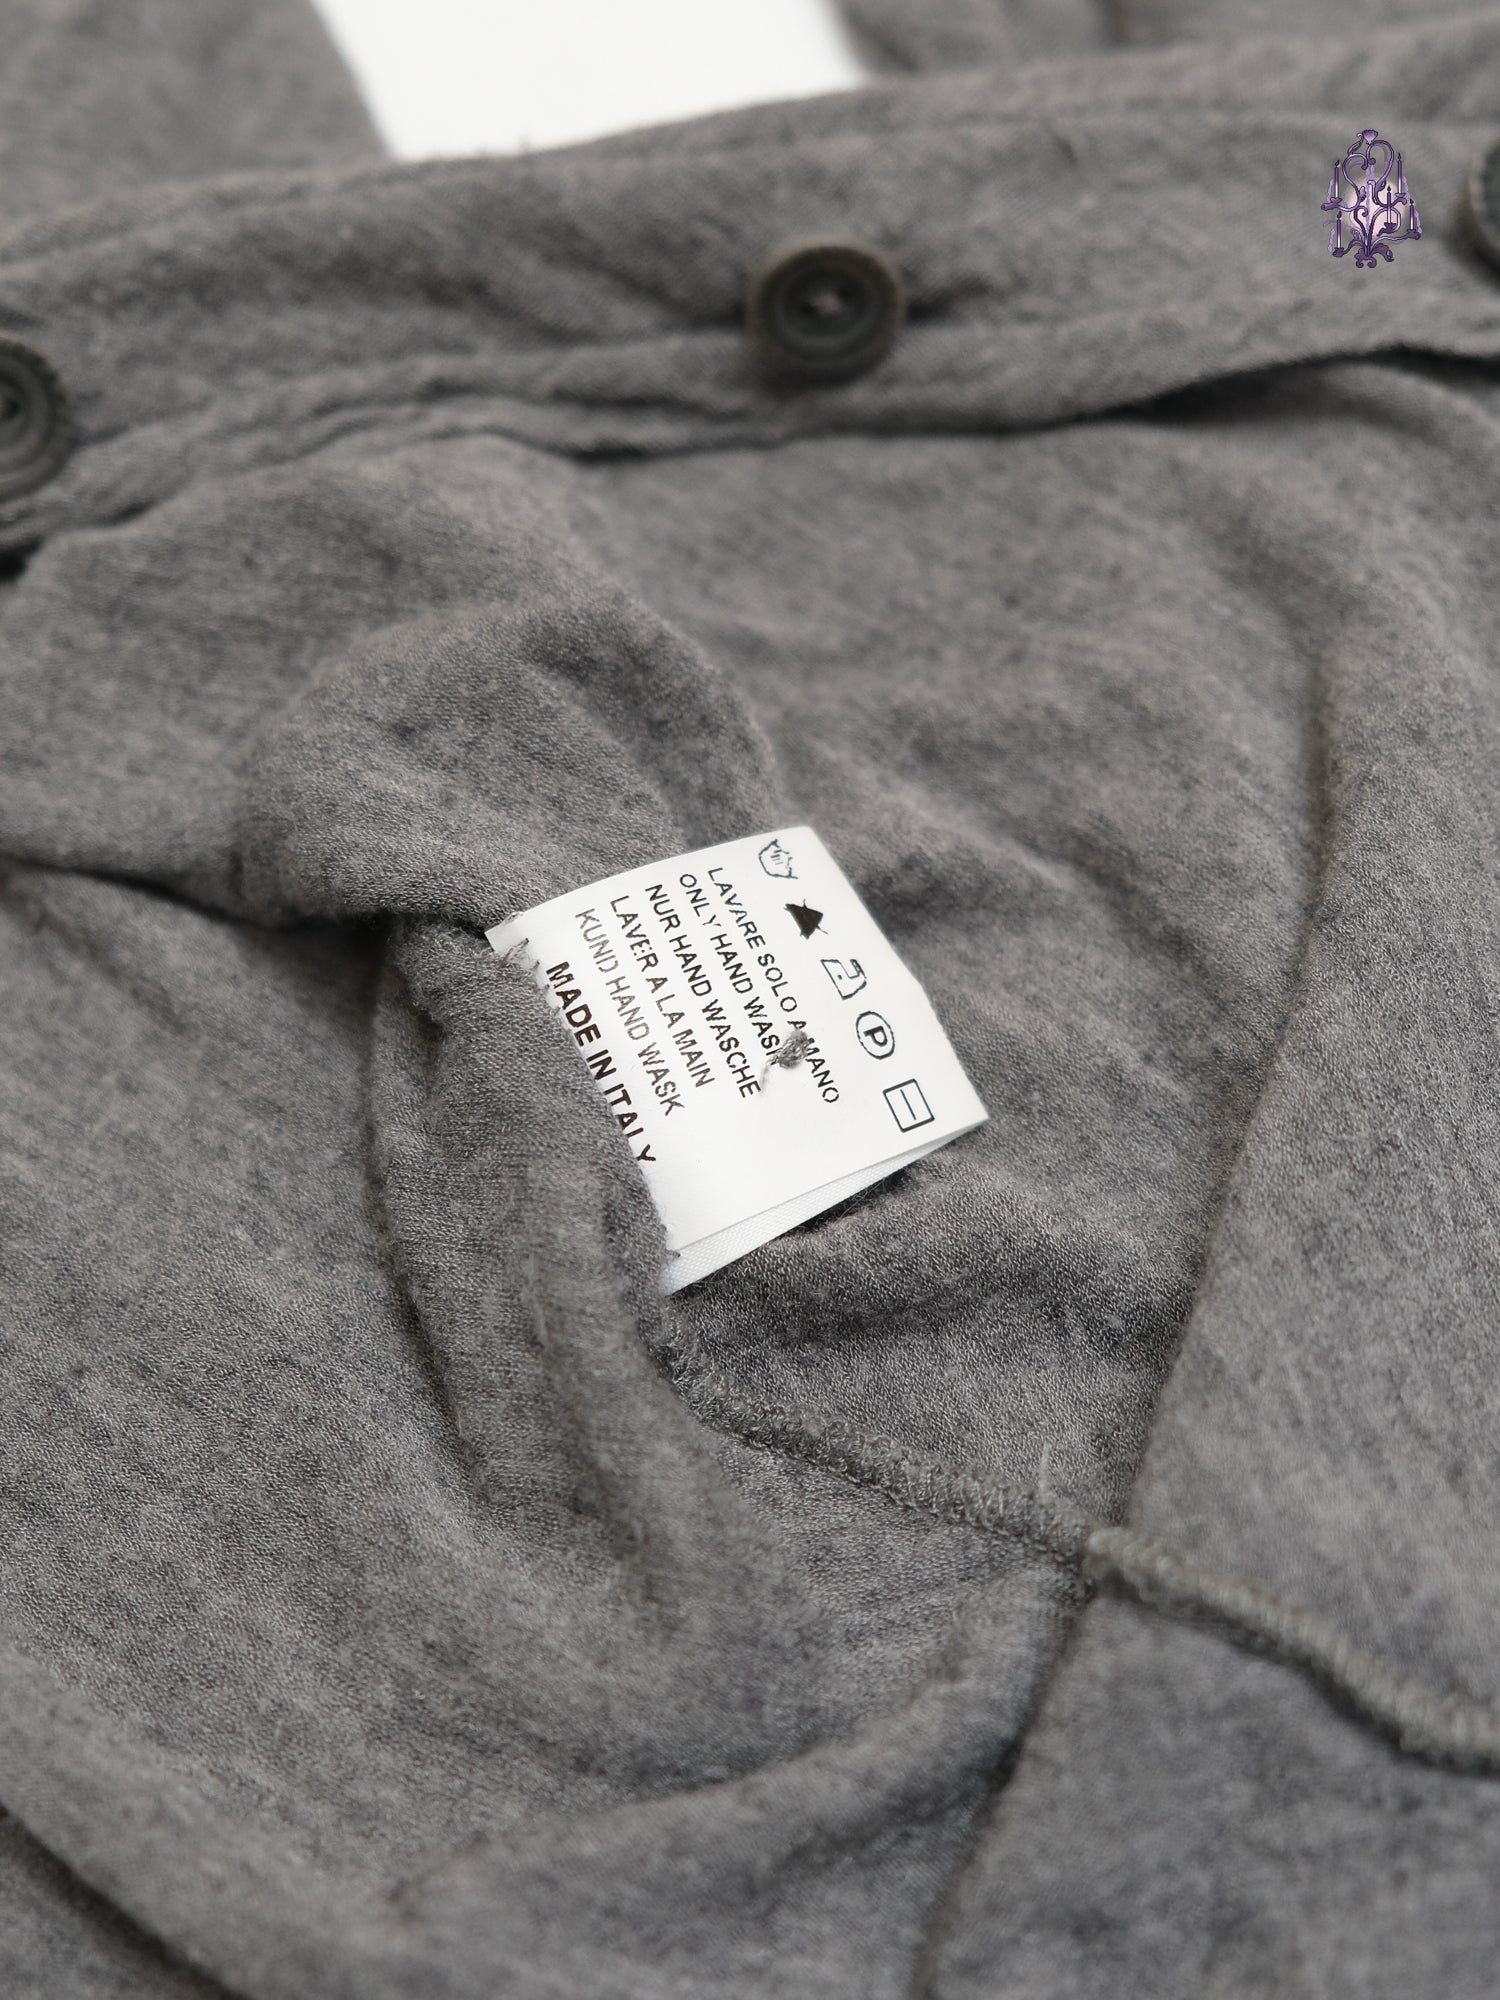 LAVARE SOLO A MANO
ONLY HAND WASH
NUR HAND WASCHE
LAVER A LA MAIN
KUND HAND WASK
MADE IN ITALY
P